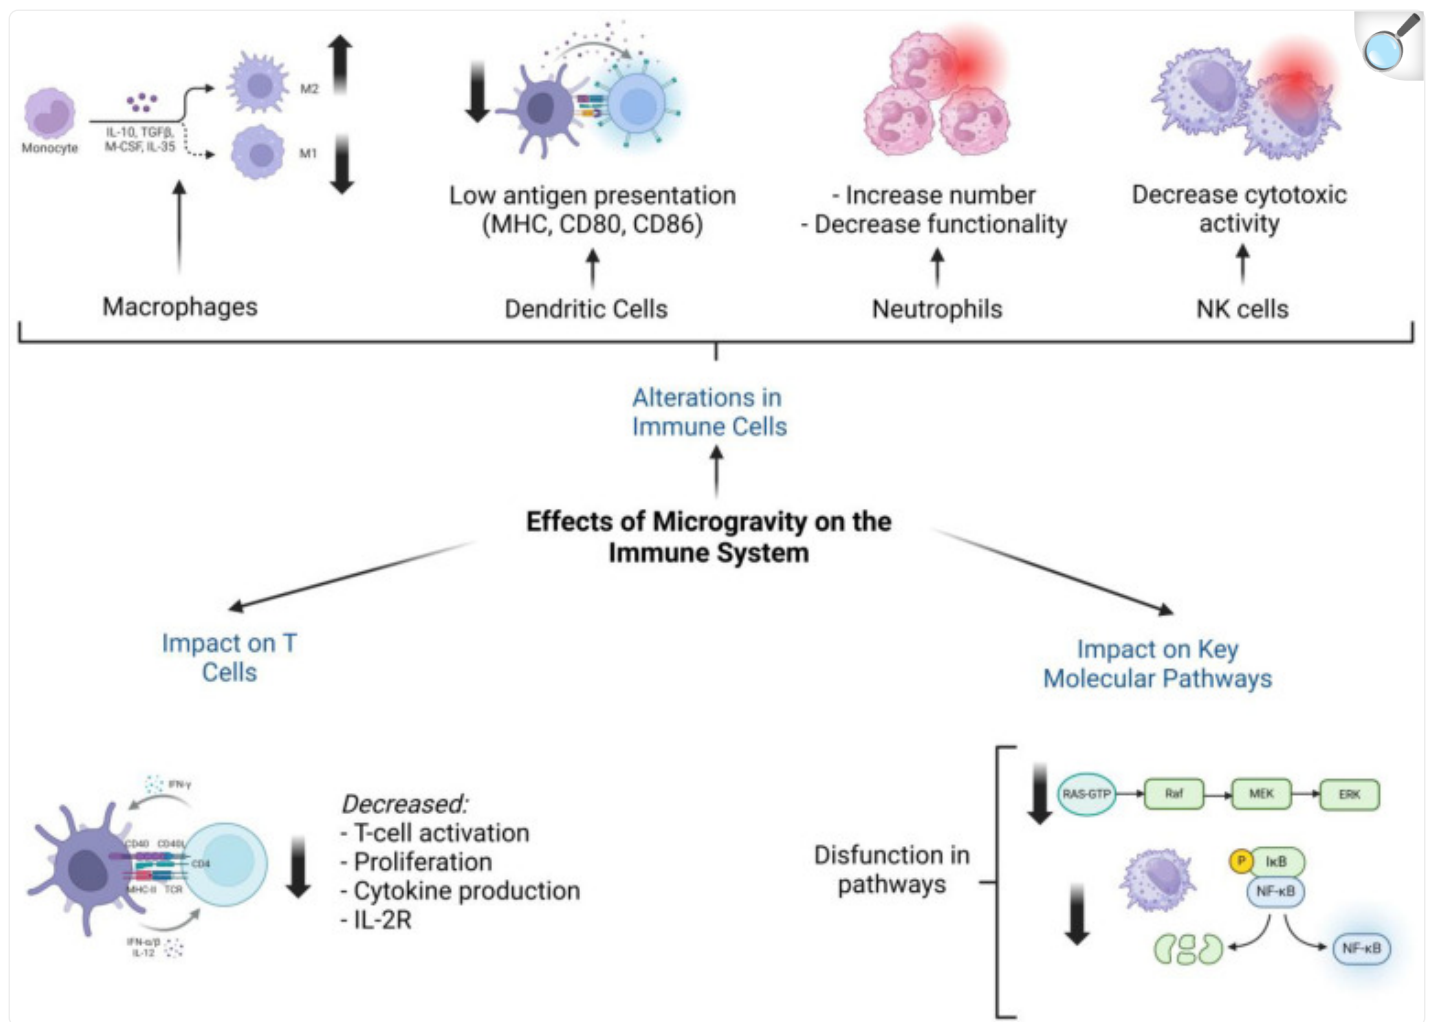 M2
Monocyte
IL-10, TGFβ,
M-CSF, IL-35
M1
Macrophages
Low antigen presentation
(MHC, CD80, CD86)
Dendritic Cells
- Increase number
- Decrease functionality
Neutrophils
Decrease cytotoxic
activity
NK cells
Alterations in
Immune Cells
Effects of Microgravity on the
Immune System
Impact on T
Cells
IFN-γ
CD40 CD40L
CD4
MHC-II TCR
IFN-α/β
IL-12
Decreased:
- T-cell activation
- Proliferation
- Cytokine production
- IL-2R
Impact on Key
Molecular Pathways
Disfunction in
pathways
RAS-GTP Raf MEK ERK
P IκB
NF-κB
NF-κB